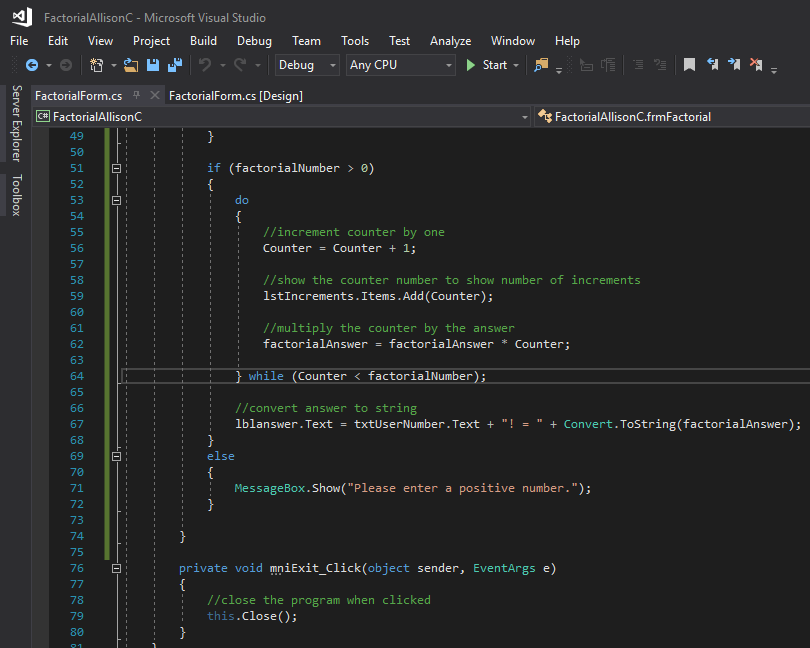 FactorialAllisonC - Microsoft Visual Studio
File Edit View Project Build Debug Team Tools Test Analyze Window Help
Debug Any CPU Start
Server Explorer
Toolbox
FactorialForm.cs FactorialForm.cs [Design]
C# FactorialAllisonC FactorialAllisonC.frmFactorial
49 }
50
51 if (factorialNumber > 0)
52 {
53 do
54 {
55 //increment counter by one
56 Counter = Counter + 1;
57
58 //show the counter number to show number of increments
59 lstIncrements.Items.Add(Counter);
60
61 //multiply the counter by the answer
62 factorialAnswer = factorialAnswer * Counter;
63
64 } while (Counter < factorialNumber);
65
66 //convert answer to string
67 lblanswer.Text = txtUserNumber.Text + "! = " + Convert.ToString(factorialAnswer);
68 }
69 else
70 {
71 MessageBox.Show("Please enter a positive number.");
72 }
73
74 }
75
76 private void mniExit_Click(object sender, EventArgs e)
77 {
78 //close the program when clicked
79 this.Close();
80 }
81 }